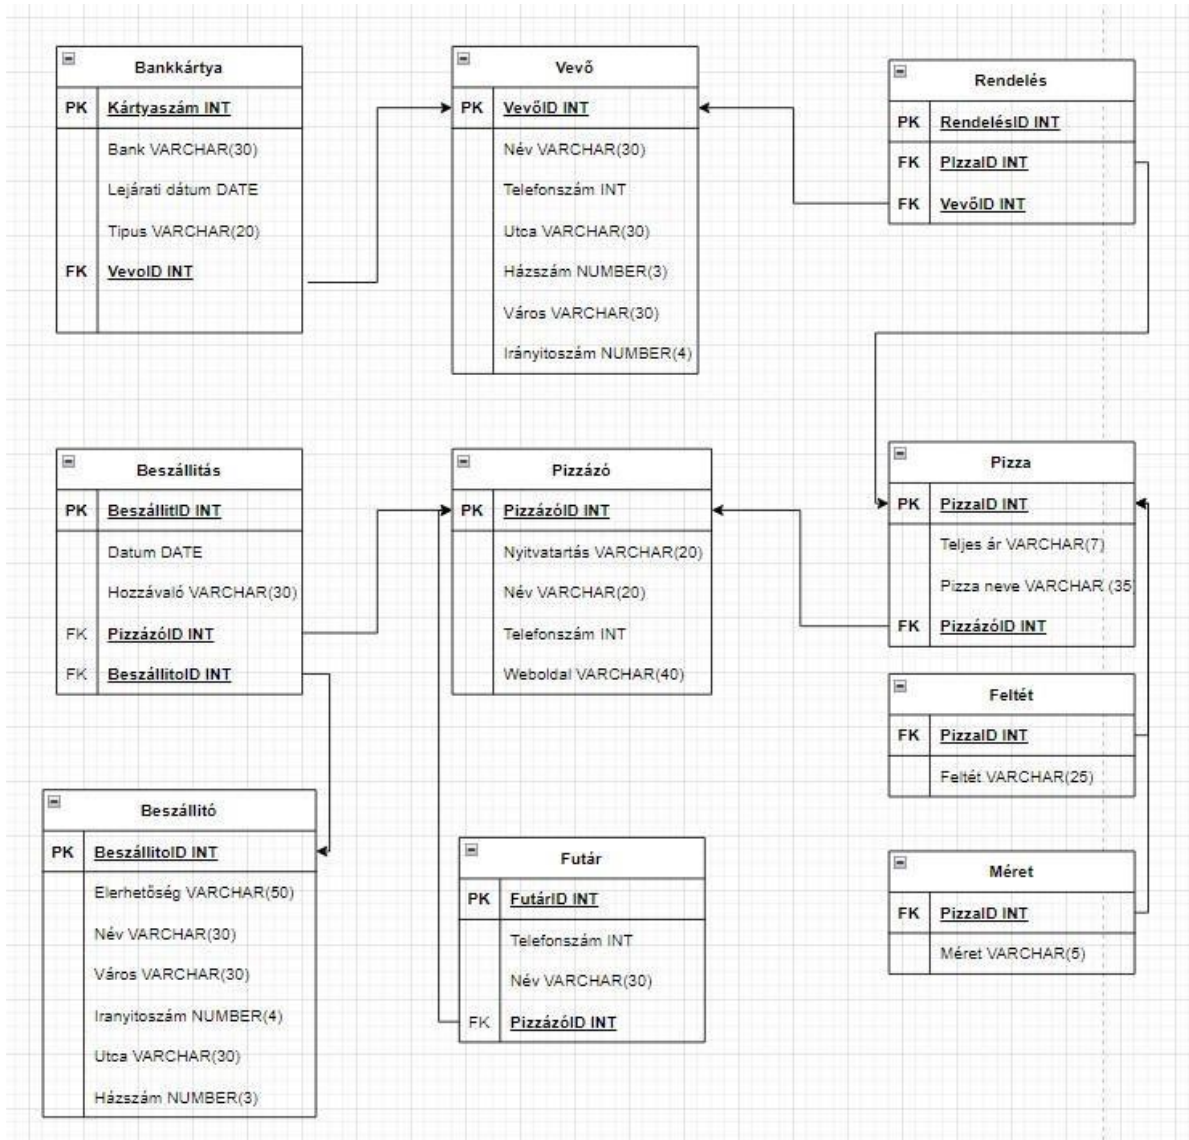 Bankkártya
PK Kártyaszám INT
Bank VARCHAR(30)
Lejárati dátum DATE
Tipus VARCHAR(20)
FK VevoID INT
Vevő
PK VevőID INT
Név VARCHAR(30)
Telefonszám INT
Utca VARCHAR(30)
Házszám NUMBER(3)
Város VARCHAR(30)
Irányitoszám NUMBER(4)
Rendelés
PK RendelésID INT
FK PIzzaID INT
FK VevőID INT
Beszállitás
PK BeszállitID INT
Datum DATE
Hozzávaló VARCHAR(30)
FK PizzázóID INT
FK BeszállitoID INT
Pizzázó
PK PizzázóID INT
Nyitvatartás VARCHAR(20)
Név VARCHAR(20)
Telefonszám INT
Weboldal VARCHAR(40)
Pizza
PK PizzaID INT
Teljes ár VARCHAR(7)
Pizza neve VARCHAR (35
FK PizzázóID INT
Feltét
FK PizzaID INT
Feltét VARCHAR(25)
Beszállitó
PK BeszállitoID INT
Elerhetőség VARCHAR(50)
Név VARCHAR(30)
Város VARCHAR(30)
Iranyitoszám NUMBER(4)
Utca VARCHAR(30)
Házszám NUMBER(3)
Futár
PK FutárID INT
Telefonszám INT
Név VARCHAR(30)
FK PizzázóID INT
Méret
FK PizzaID INT
Méret VARCHAR(5)